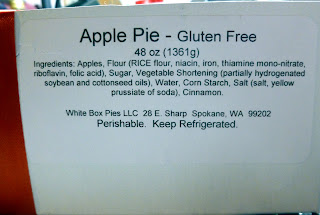 Apple Pie - Gluten Free
48 oz (1361g)
Ingredients: Apples, Flour (RICE flour, niacin, iron, thiamine mono-nitrate,
riboflavin, folic acid), Sugar, Vegetable Shortening (partially hydrogenated
soybean and cottonseed oils), Water, Corn Starch, Salt (salt, yellow
prussiate of soda), Cinnamon.
White Box Pies LLC 28 E. Sharp Spokane, WA 99202
Perishable. Keep Refrigerated.